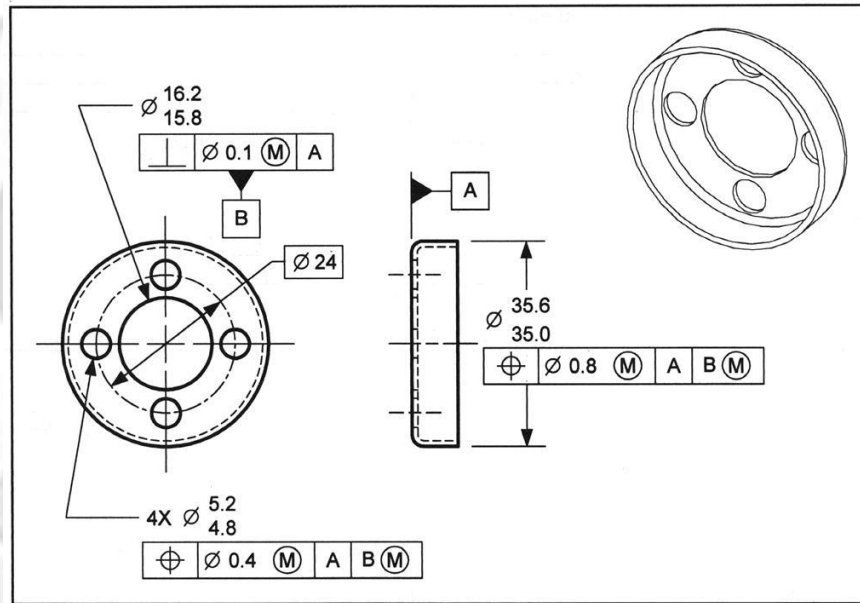 ⌀ 16.2
15.8
⟂ ⌀ 0.1 Ⓜ A
B
A
⌀ 24
⌀ 35.6
35.0
⌖ ⌀ 0.8 Ⓜ A B Ⓜ
4X ⌀ 5.2
4.8
⌖ ⌀ 0.4 Ⓜ A B Ⓜ